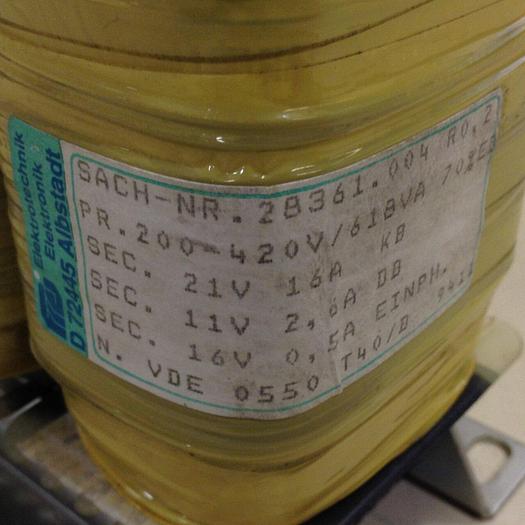 Elektrotechnik
Elektronik
D 72445 Albstadt
SACH-NR. 28361.004 R0.2
PR. 200-420V/618VA 70%ED
SEC. 21V 16A KB
SEC. 11V 2,6A DB
SEC. 16V 0,5A EINPH.
N. VDE 0550 T40/B